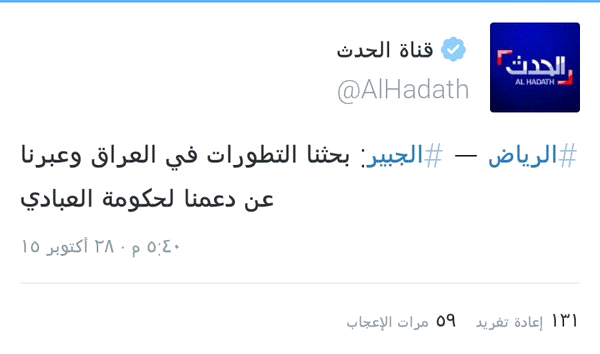 قناة الحدث
الحدث
AL HADATH
@AlHadath
#الرياض — #الجبير: بحثنا التطورات في العراق وعبرنا
عن دعمنا لحكومة العبادي
٥:٤٠ م · ٢٨ أكتوبر ١٥
١٣١ إعادة تغريد ٥٩ مرات الإعجاب